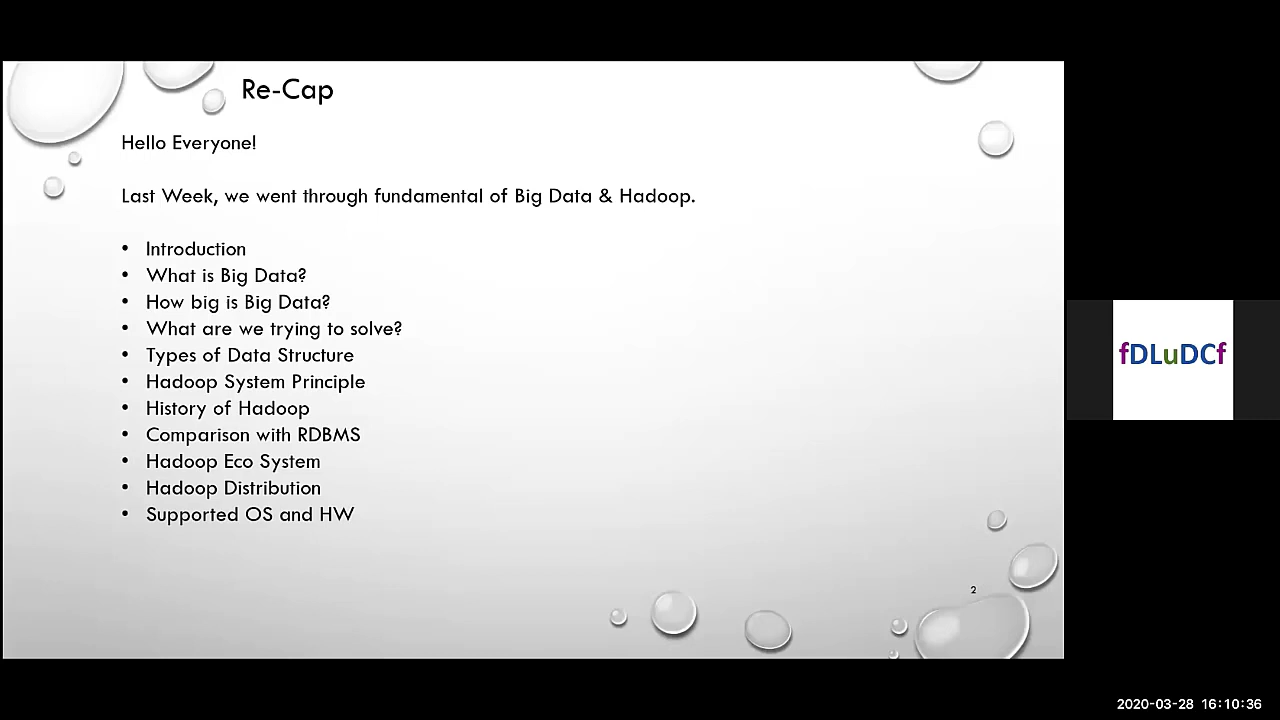 Re-Cap
Hello Everyone!
Last Week, we went through fundamental of Big Data & Hadoop.
• Introduction
• What is Big Data?
• How big is Big Data?
• What are we trying to solve?
• Types of Data Structure
• Hadoop System Principle
• History of Hadoop
• Comparison with RDBMS
• Hadoop Eco System
• Hadoop Distribution
• Supported OS and HW
2
fDLuDCf
2020-03-28 16:10:36